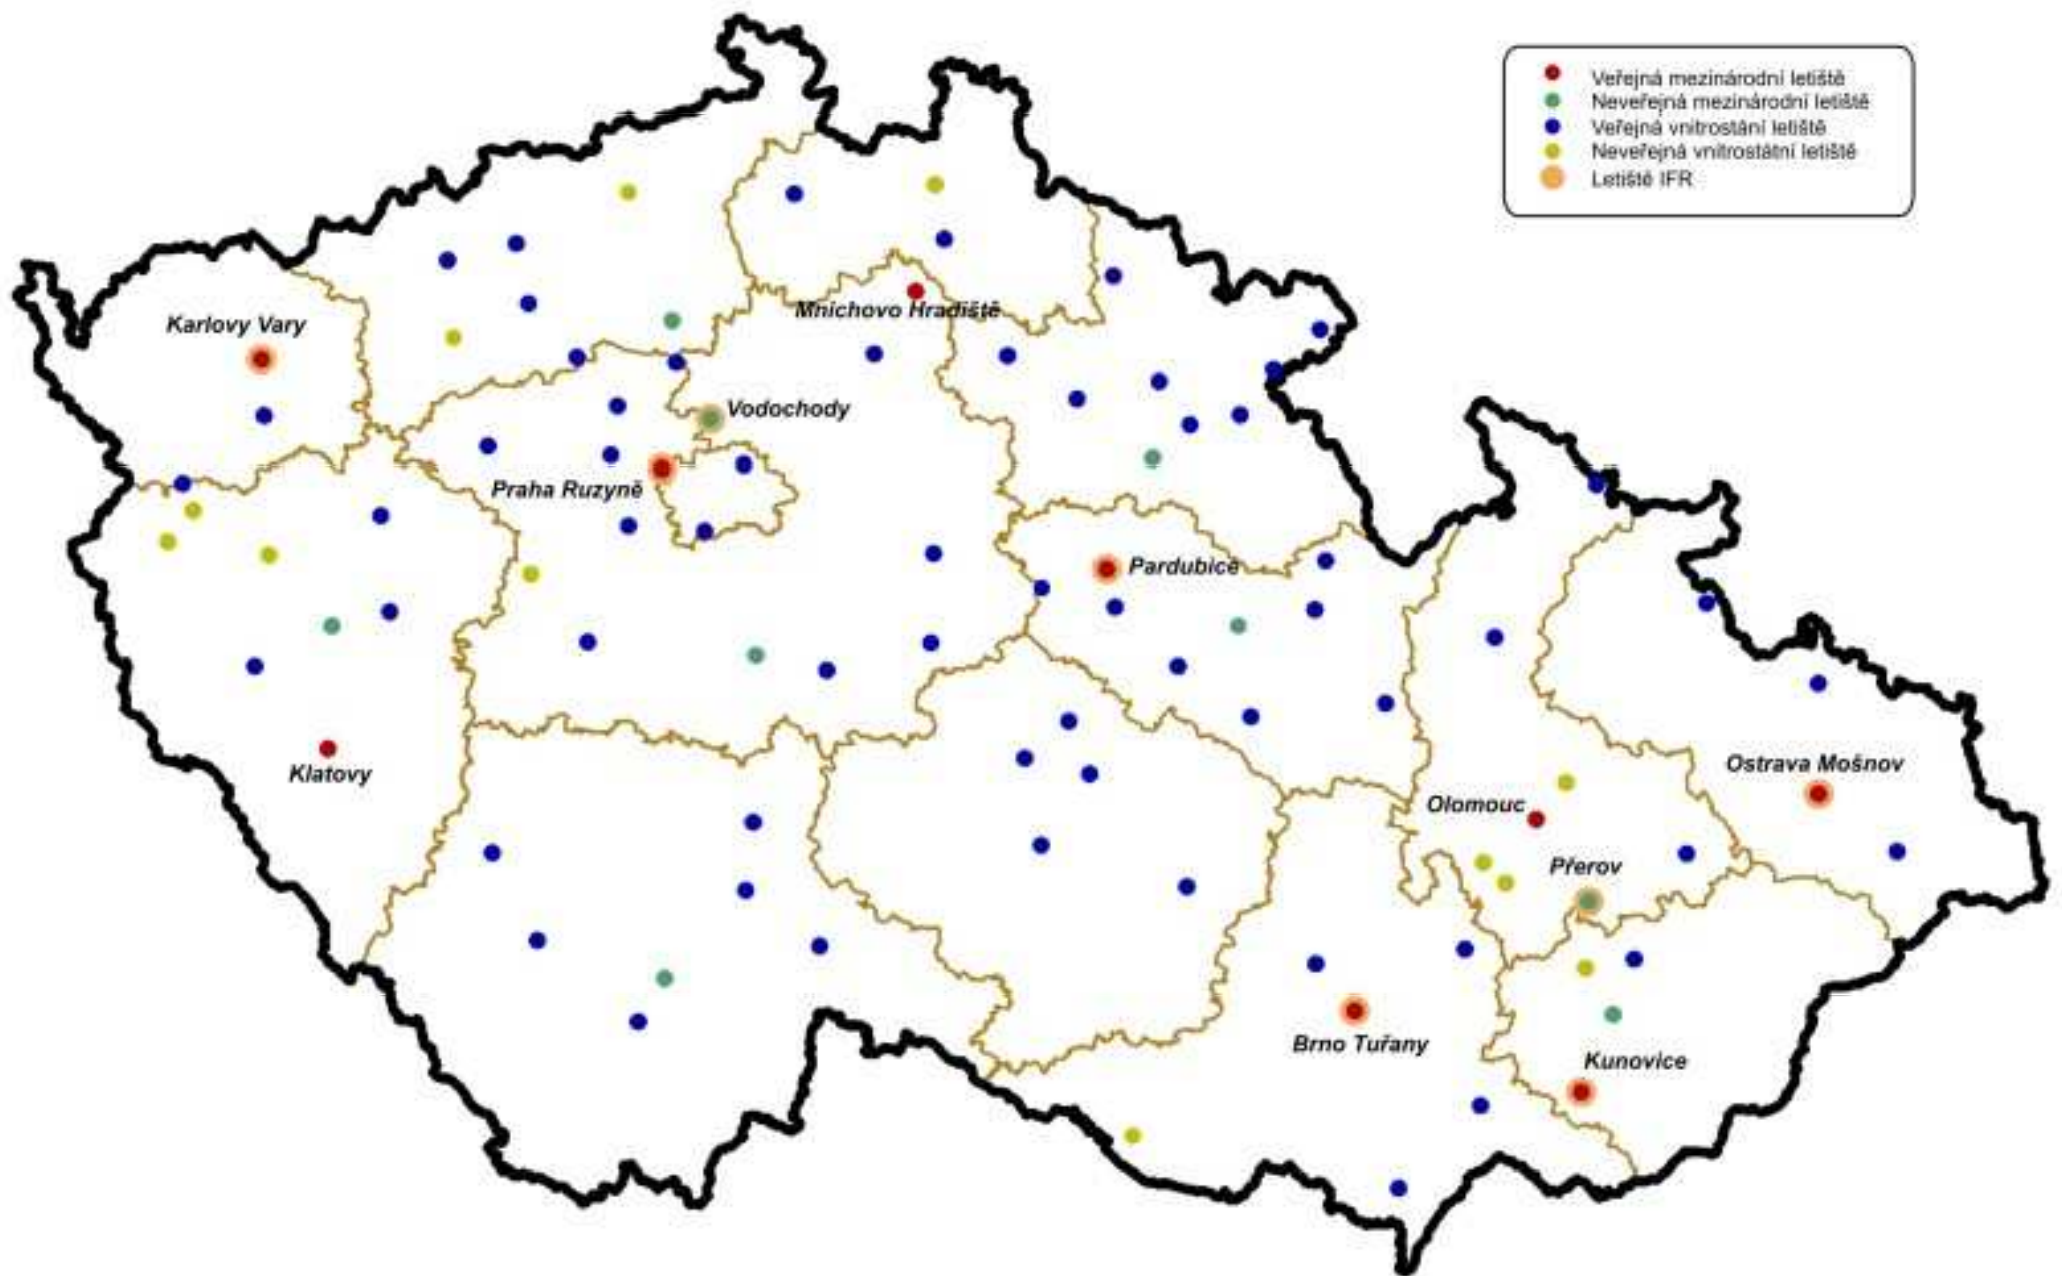 Veřejná mezinárodní letiště
Neveřejná mezinárodní letiště
Veřejná vnitrostání letiště
Neveřejná vnitrostátní letiště
Letiště IFR
Mnichovo Hradiště
Karlovy Vary
Vodochody
Praha Ruzyně
Pardubice
Klatovy
Ostrava Mošnov
Olomouc
Přerov
Brno Tuřany
Kunovice